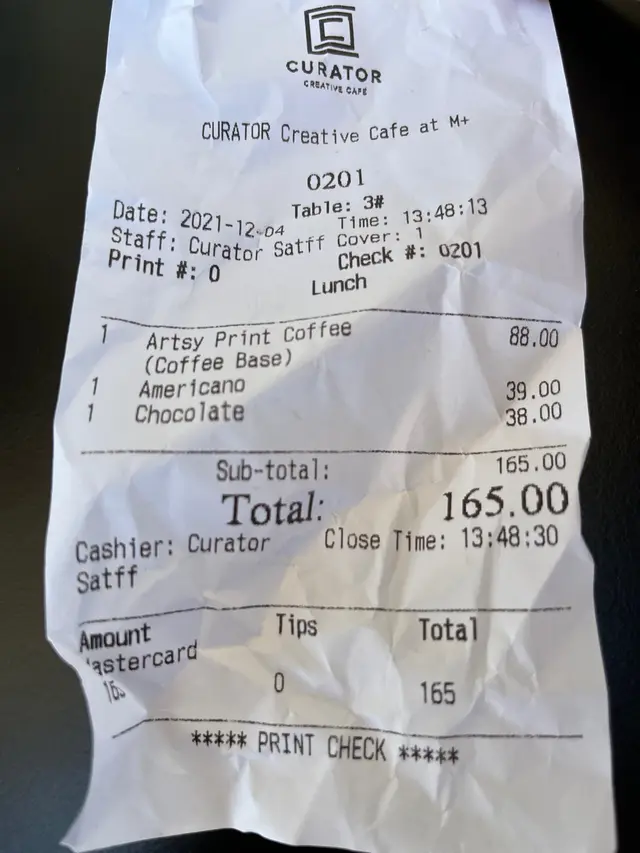 CURATOR
CREATIVE CAFE
CURATOR Creative Cafe at M+
0201
Table: 3#
Date: 2021-12-04 Time: 13:48:13
Staff: Curator Satff Cover: 1
Print #: 0 Check #: 0201
Lunch
1 Artsy Print Coffee 88.00
(Coffee Base)
1 Americano 39.00
1 Chocolate 38.00
Sub-total: 165.00
Total: 165.00
Cashier: Curator Close Time: 13:48:30
Satff
Amount Tips Total
astercard
165 0 165
***** PRINT CHECK *****